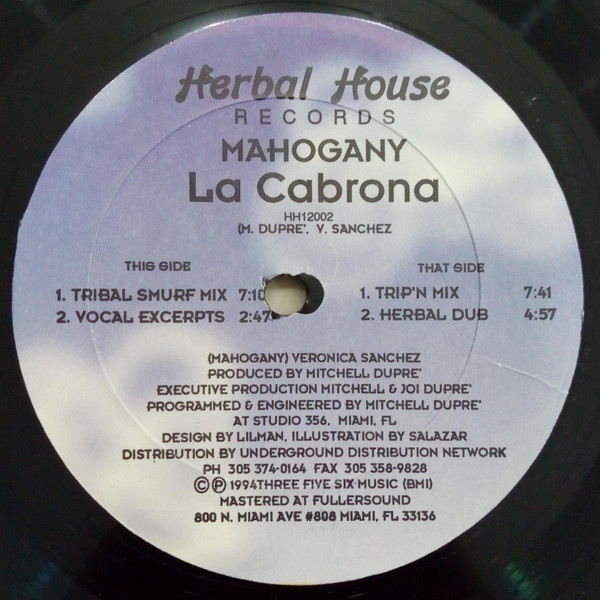 Herbal House
RECORDS
MAHOGANY
La Cabrona
HH12002
(M. DUPRE', V. SANCHEZ
THIS SIDE
1. TRIBAL SMURF MIX 7:10
2. VOCAL EXCERPTS 2:47
THAT SIDE
1. TRIP'N MIX 7:41
2. HERBAL DUB 4:57
(MAHOGANY) VERONICA SANCHEZ
PRODUCED BY MITCHELL DUPRE'
EXECUTIVE PRODUCTION MITCHELL & JOI DUPRE'
PROGRAMMED & ENGINEERED BY MITCHELL DUPRE'
AT STUDIO 356, MIAMI, FL
DESIGN BY LILMAN, ILLUSTRATION BY SALAZAR
DISTRIBUTION BY UNDERGROUND DISTRIBUTION NETWORK
PH 305 374-0164 FAX 305 358-9828
©℗ 1994THREE FIVE SIX MUSIC (BMI)
MASTERED AT FULLERSOUND
800 N. MIAMI AVE #808 MIAMI, FL 33136